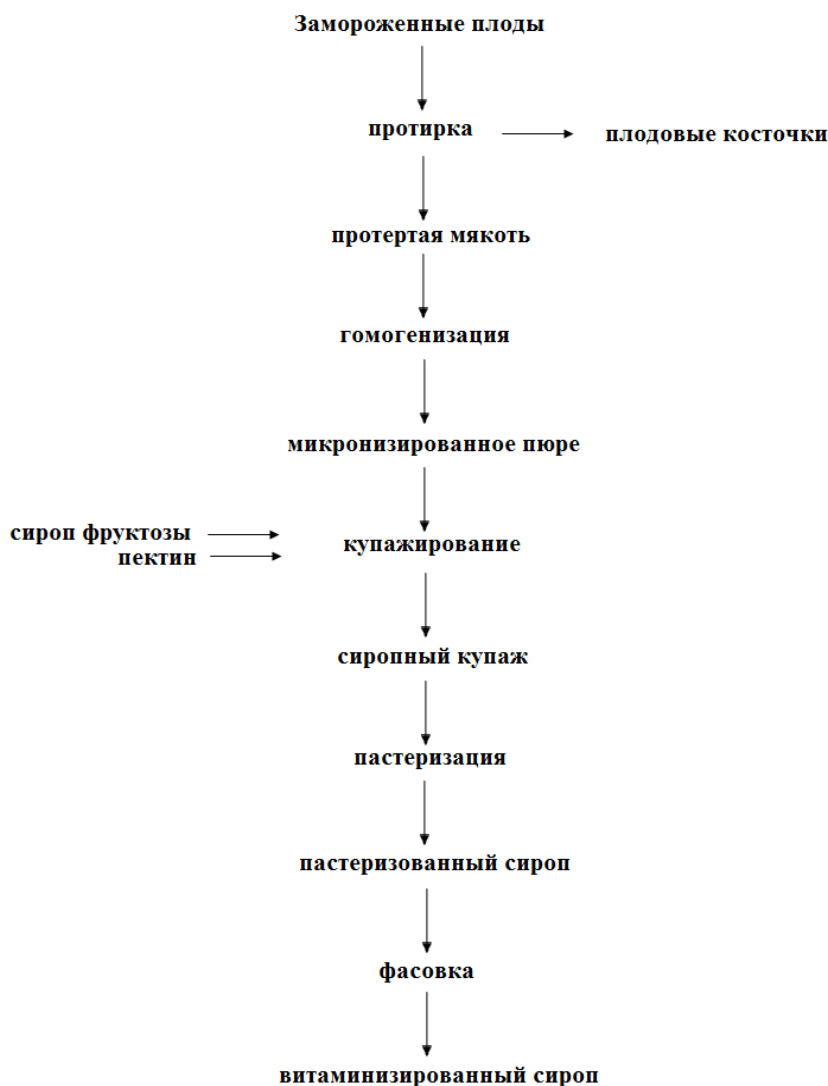 Замороженные плоды
протирка
плодовые косточки
протертая мякоть
гомогенизация
микронизированное пюре
сироп фруктозы
пектин
купажирование
сиропный купаж
пастеризация
пастеризованный сироп
фасовка
витаминизированный сироп